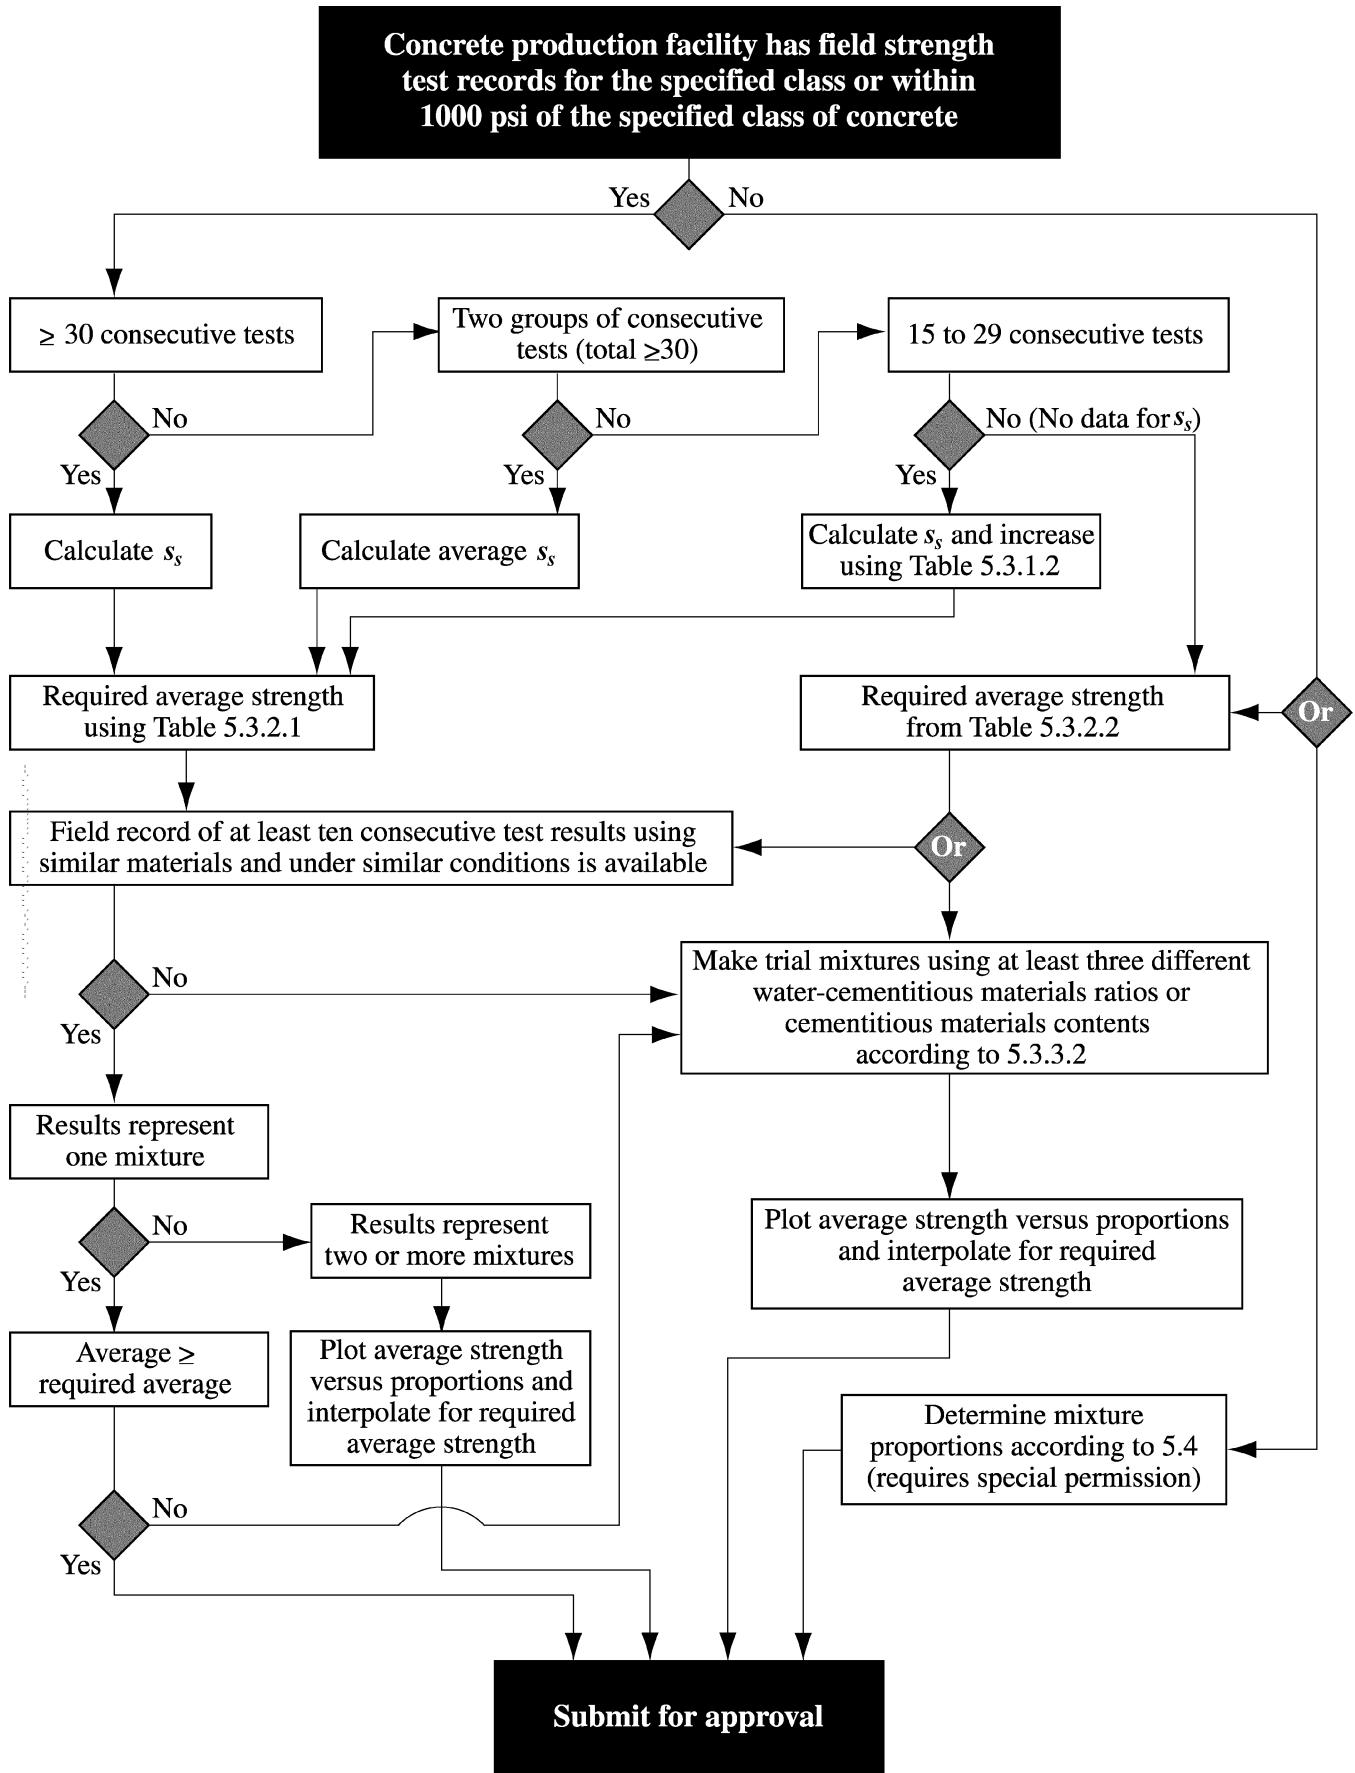 Concrete production facility has field strength
test records for the specified class or within
1000 psi of the specified class of concrete
Yes
No
≥ 30 consecutive tests
Two groups of consecutive
tests (total ≥30)
15 to 29 consecutive tests
No
No
No (No data for sₛ)
Yes
Yes
Yes
Calculate sₛ
Calculate average sₛ
Calculate sₛ and increase
using Table 5.3.1.2
Required average strength
using Table 5.3.2.1
Required average strength
from Table 5.3.2.2
Or
Field record of at least ten consecutive test results using
similar materials and under similar conditions is available
Or
No
Yes
Make trial mixtures using at least three different
water-cementitious materials ratios or
cementitious materials contents
according to 5.3.3.2
Results represent
one mixture
No
Yes
Results represent
two or more mixtures
Plot average strength versus proportions
and interpolate for required
average strength
Average ≥
required average
Plot average strength
versus proportions and
interpolate for required
average strength
Determine mixture
proportions according to 5.4
(requires special permission)
No
Yes
Submit for approval